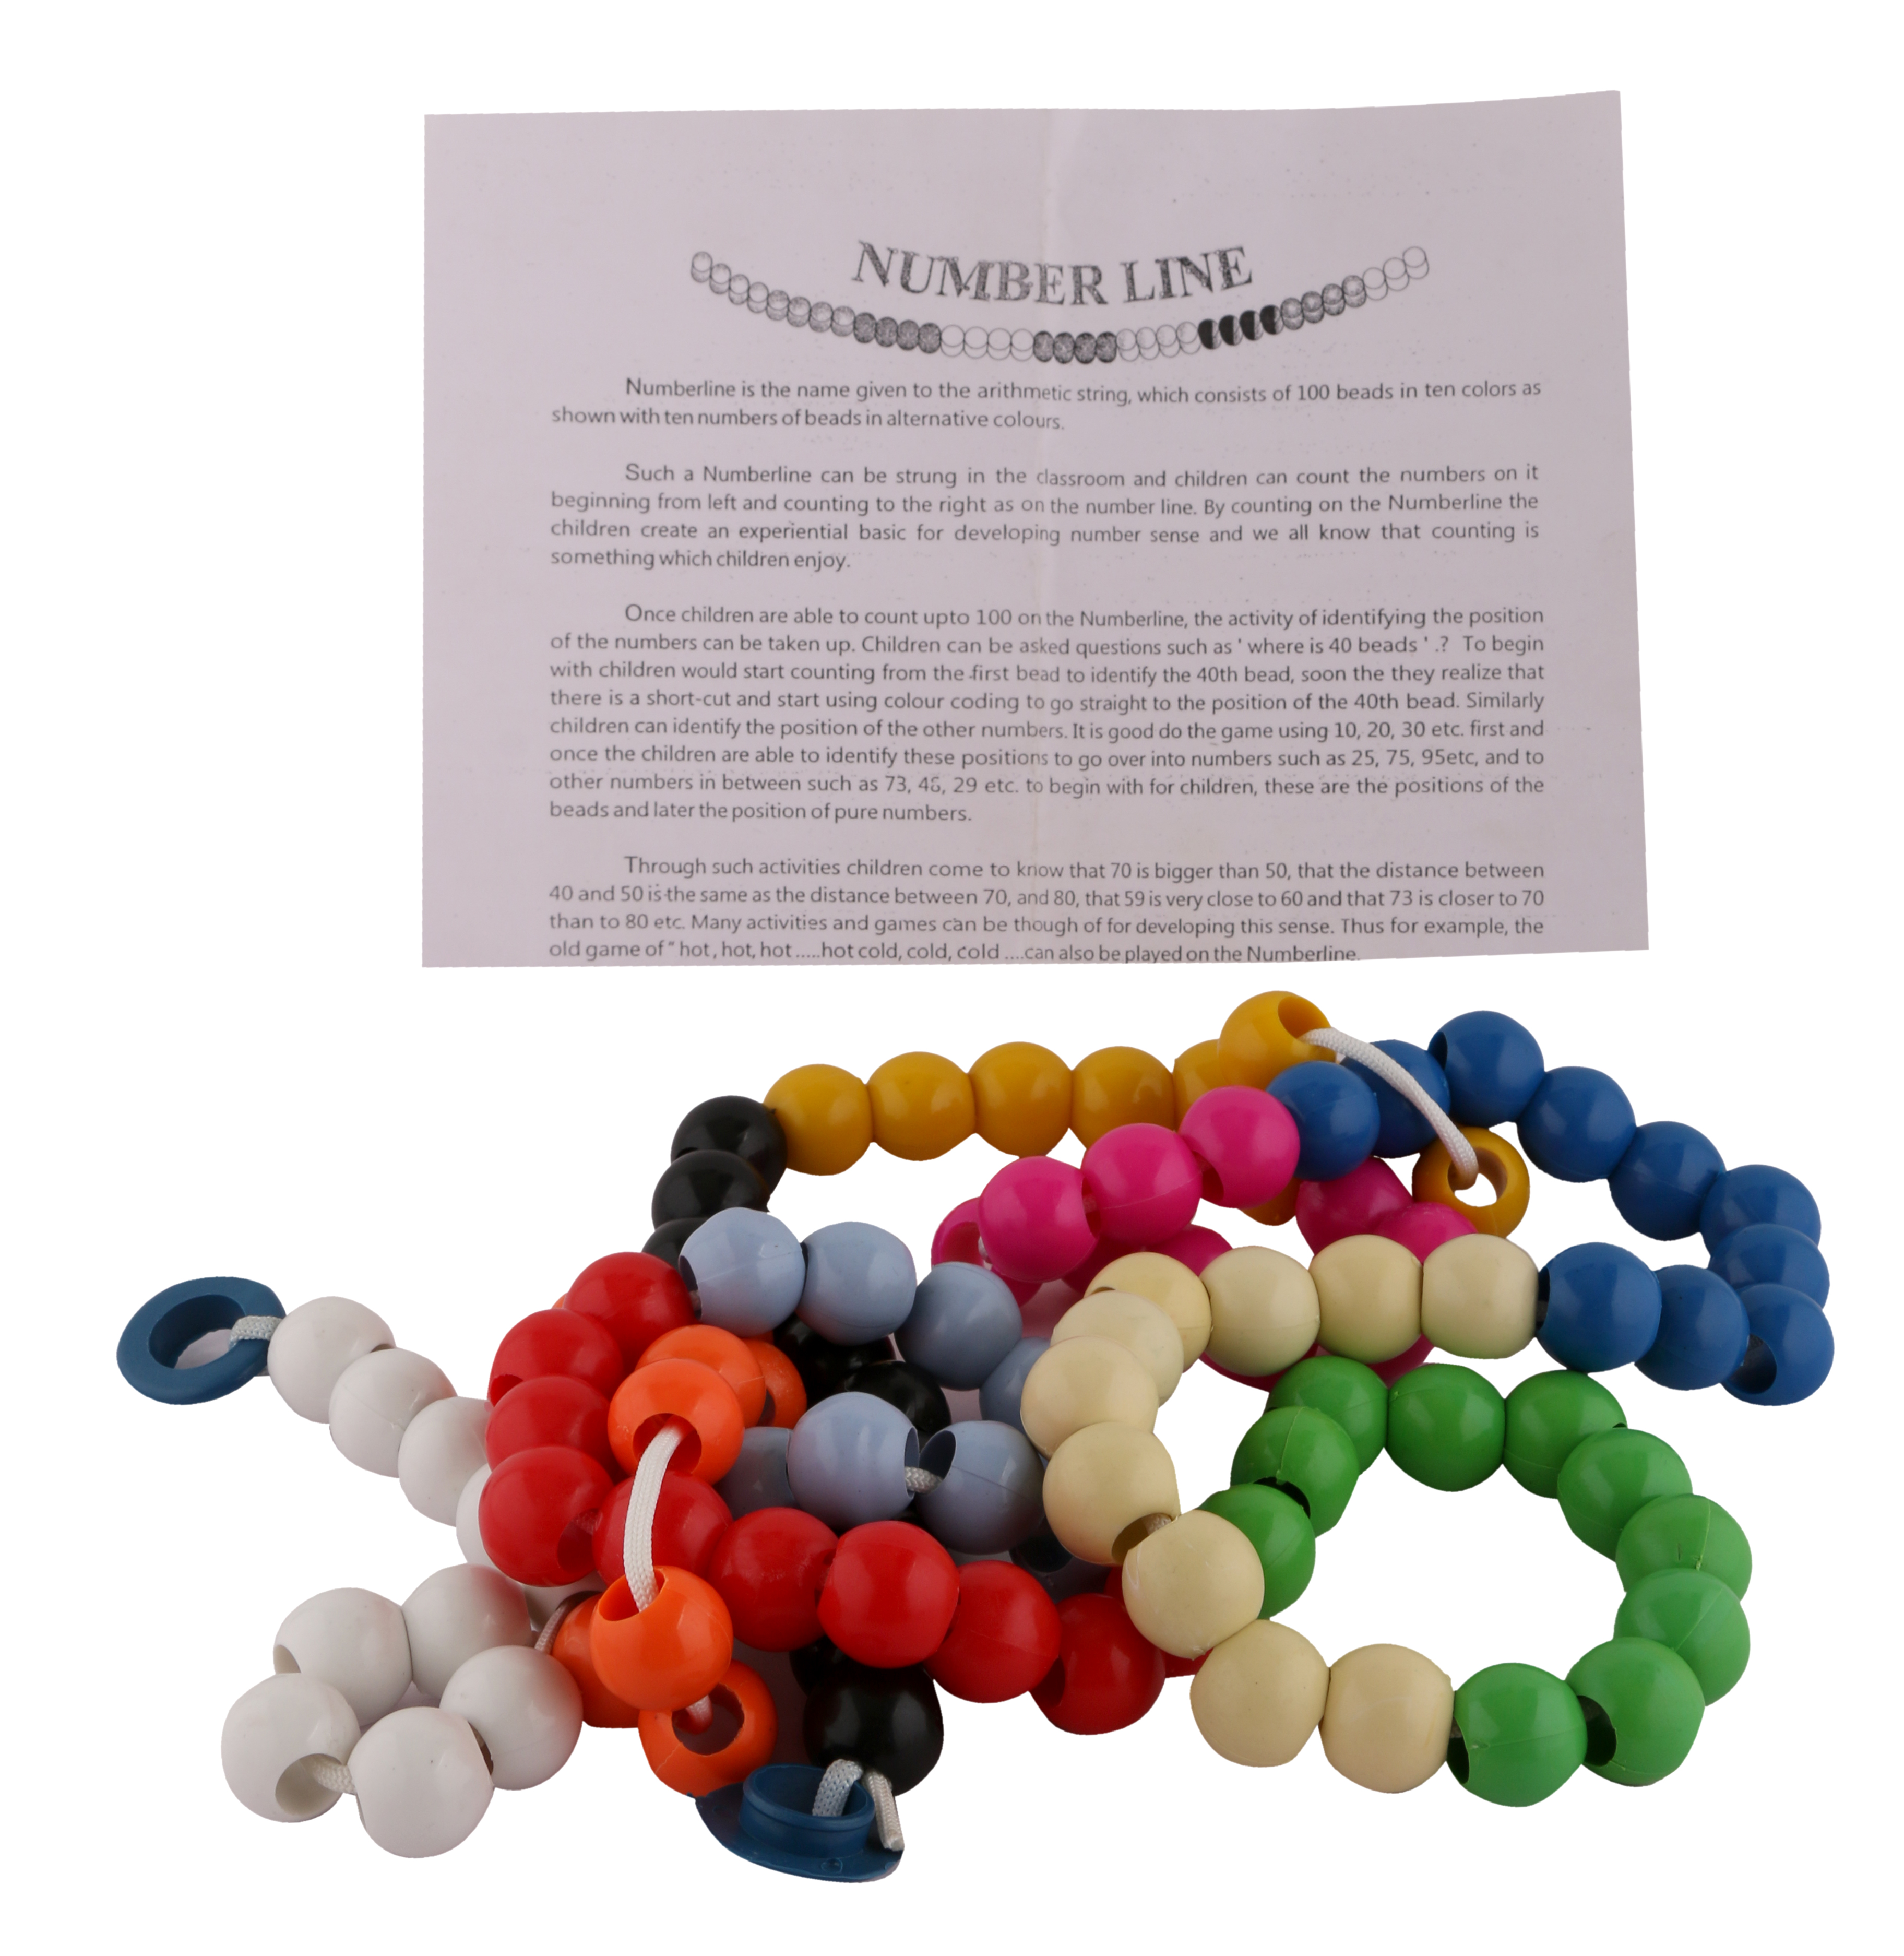 NUMBER LINE
Numberline is the name given to the arithmetic string, which consists of 100 beads in ten colors as
shown with ten numbers of beads in alternative colours.
Such a Numberline can be strung in the classroom and children can count the numbers on it
beginning from left and counting to the right as on the number line. By counting on the Numberline the
children create an experiential basic for developing number sense and we all know that counting is
something which children enjoy.
Once children are able to count upto 100 on the Numberline, the activity of identifying the position
of the numbers can be taken up. Children can be asked questions such as ' where is 40 beads ' .? To begin
with children would start counting from the first bead to identify the 40th bead, soon the they realize that
there is a short-cut and start using colour coding to go straight to the position of the 40th bead. Similarly
children can identify the position of the other numbers. It is good do the game using 10, 20, 30 etc. first and
once the children are able to identify these positions to go over into numbers such as 25, 75, 95etc, and to
other numbers in between such as 73, 29 etc. to begin with for children, these are the positions of the
beads and later the position of pure numbers.
Through such activities children come to know that 70 is bigger than 50, that the distance between
40 and 50 is the same as the distance between 70, and 80, that 59 is very close to 60 and that 73 is closer to 70
than to 80 etc. Many activities and games can be though of for developing this sense. Thus for example, the
old game of " hot, hot, hot .....hot cold, cold, cold ....can also be played on the Numberline.